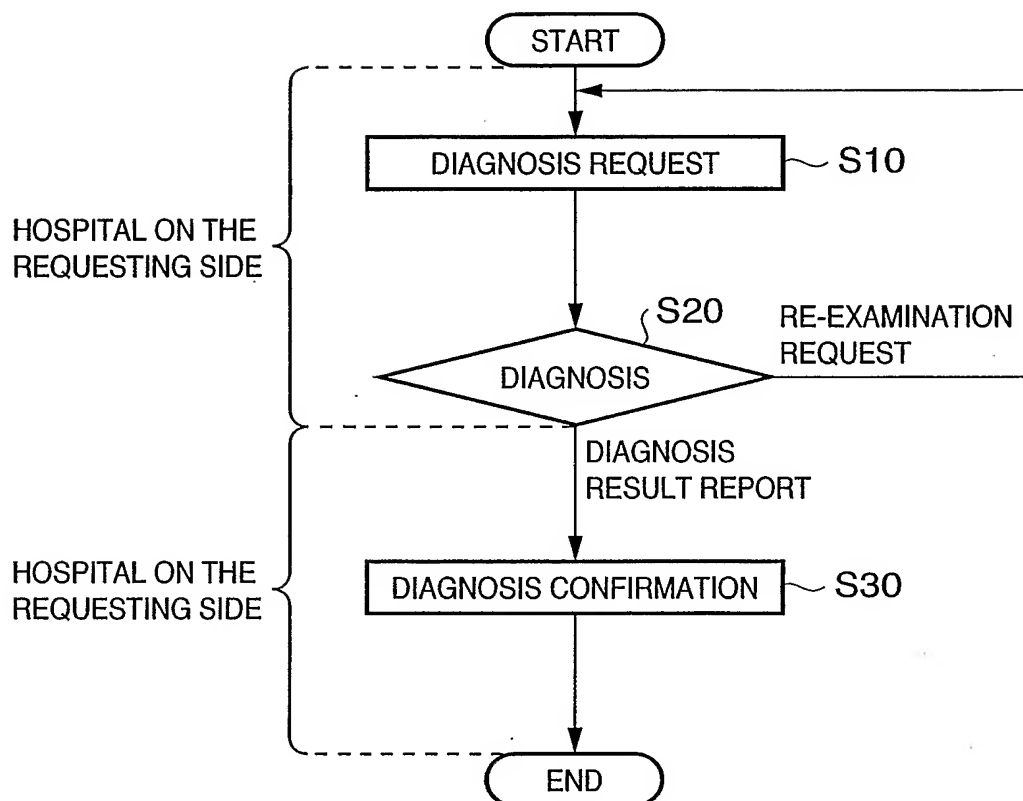 START
DIAGNOSIS REQUEST
S10
HOSPITAL ON THE
REQUESTING SIDE
S20
RE-EXAMINATION
REQUEST
DIAGNOSIS
DIAGNOSIS
RESULT REPORT
HOSPITAL ON THE
REQUESTING SIDE
DIAGNOSIS CONFIRMATION
S30
END